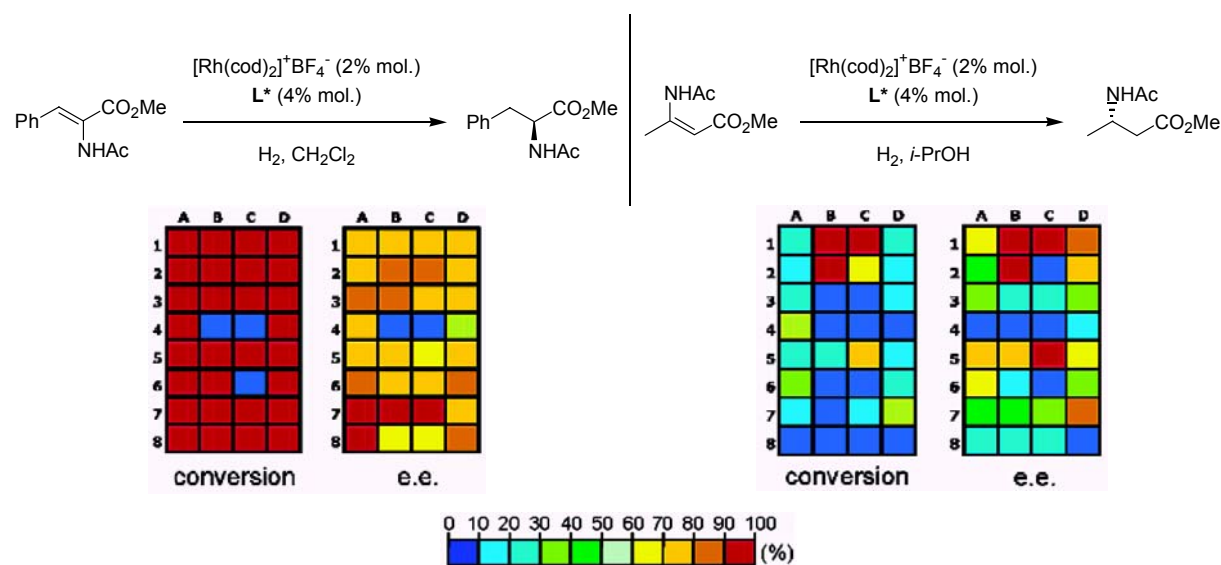 [Rh(cod)2]+BF4- (2% mol.)
L* (4% mol.)
Ph
CO2Me
NHAc
H2, CH2Cl2
Ph
CO2Me
NHAc
[Rh(cod)2]+BF4- (2% mol.)
L* (4% mol.)
NHAc
CO2Me
H2, i-PrOH
NHAc
CO2Me
A B C D
1
2
3
4
5
6
7
8
conversion
A B C D
1
2
3
4
5
6
7
8
e.e.
A B C D
1
2
3
4
5
6
7
8
conversion
A B C D
1
2
3
4
5
6
7
8
e.e.
0 10 20 30 40 50 60 70 80 90 100
(%)